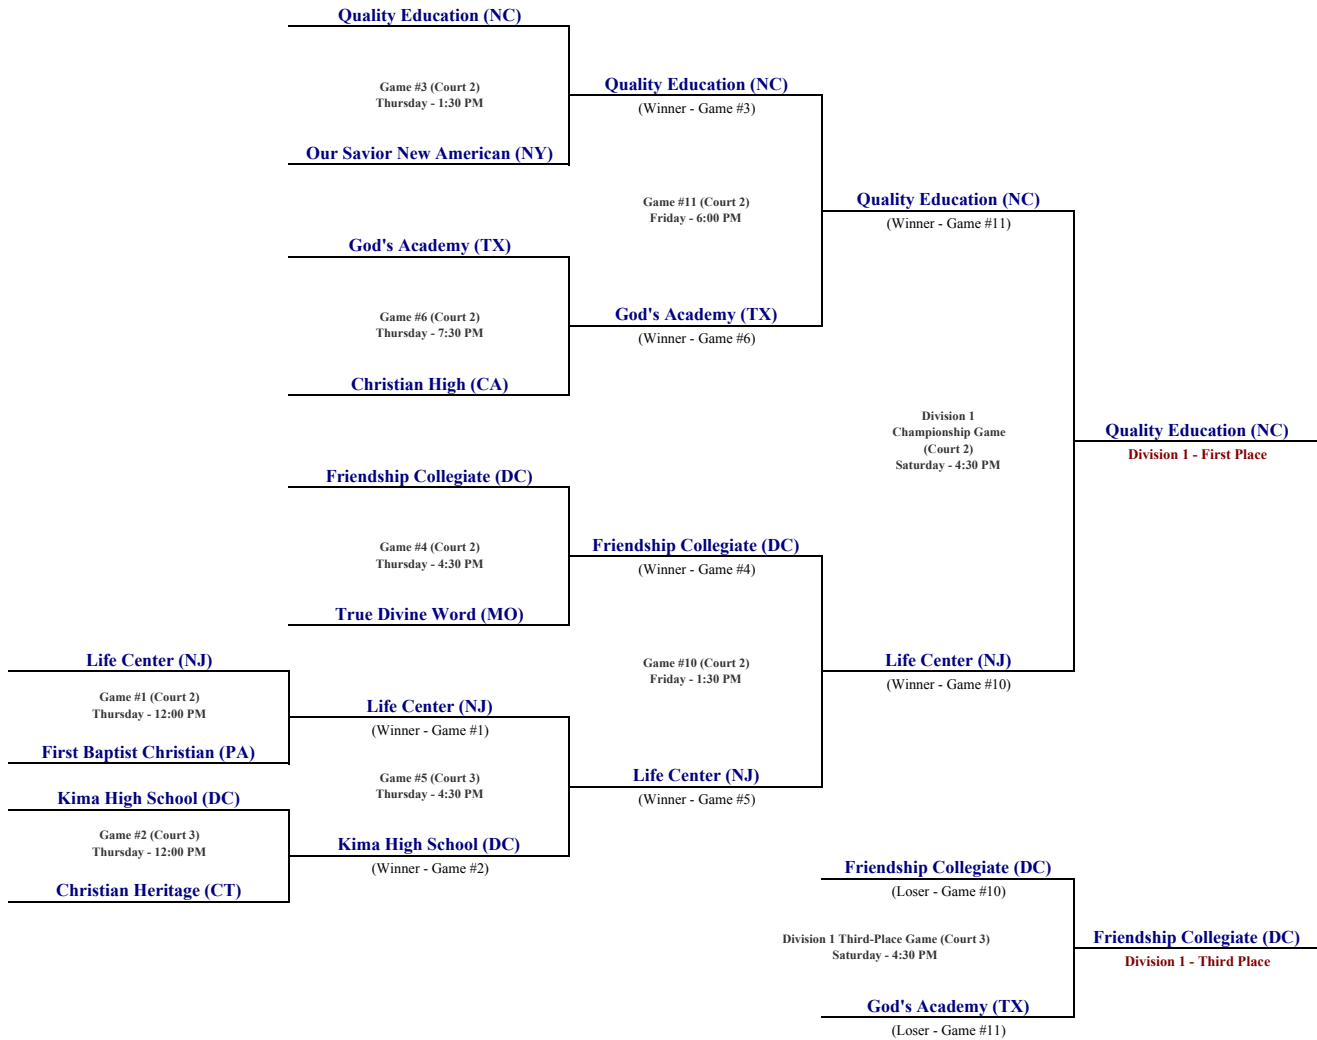 Quality Education (NC)
Game #3 (Court 2)
Thursday - 1:30 PM
Our Savior New American (NY)
Quality Education (NC)
(Winner - Game #3)
Game #11 (Court 2)
Friday - 6:00 PM
God's Academy (TX)
Game #6 (Court 2)
Thursday - 7:30 PM
Christian High (CA)
God's Academy (TX)
(Winner - Game #6)
Quality Education (NC)
(Winner - Game #11)
Division 1
Championship Game
(Court 2)
Saturday - 4:30 PM
Quality Education (NC)
Division 1 - First Place
Friendship Collegiate (DC)
Game #4 (Court 2)
Thursday - 4:30 PM
True Divine Word (MO)
Friendship Collegiate (DC)
(Winner - Game #4)
Game #10 (Court 2)
Friday - 1:30 PM
Life Center (NJ)
(Winner - Game #10)
Life Center (NJ)
Game #1 (Court 2)
Thursday - 12:00 PM
First Baptist Christian (PA)
Life Center (NJ)
(Winner - Game #1)
Game #5 (Court 3)
Thursday - 4:30 PM
Life Center (NJ)
(Winner - Game #5)
Kima High School (DC)
Game #2 (Court 3)
Thursday - 12:00 PM
Christian Heritage (CT)
Kima High School (DC)
(Winner - Game #2)
Friendship Collegiate (DC)
(Loser - Game #10)
Division 1 Third-Place Game (Court 3)
Saturday - 4:30 PM
God's Academy (TX)
(Loser - Game #11)
Friendship Collegiate (DC)
Division 1 - Third Place